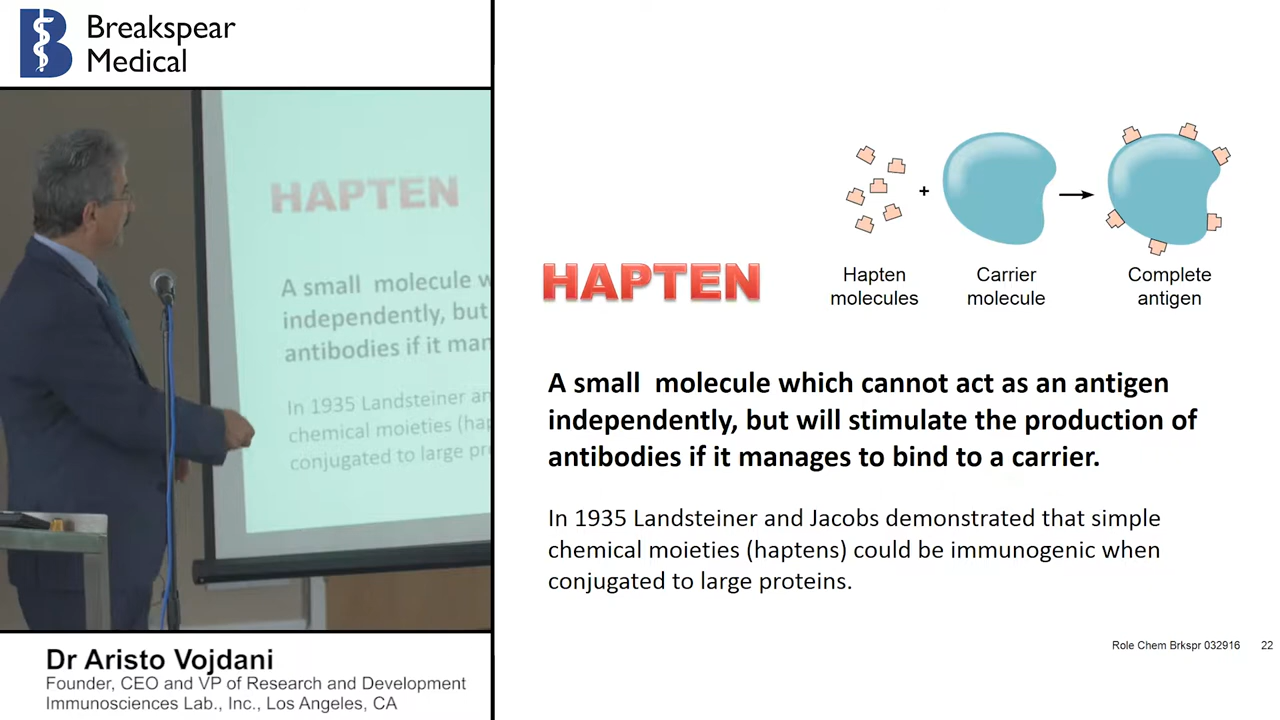 Breakspear
Medical
HAPTEN
A small molecule w
independently, but
antibodies if it man
In 1935 Landsteiner an
chemical moieties (hap
conjugated to large pr
Dr Aristo Vojdani
Founder, CEO and VP of Research and Development
Immunosciences Lab., Inc., Los Angeles, CA
Hapten
molecules
+
Carrier
molecule
Complete
antigen
HAPTEN
A small molecule which cannot act as an antigen
independently, but will stimulate the production of
antibodies if it manages to bind to a carrier.
In 1935 Landsteiner and Jacobs demonstrated that simple
chemical moieties (haptens) could be immunogenic when
conjugated to large proteins.
Role Chem Brkspr 032916 22